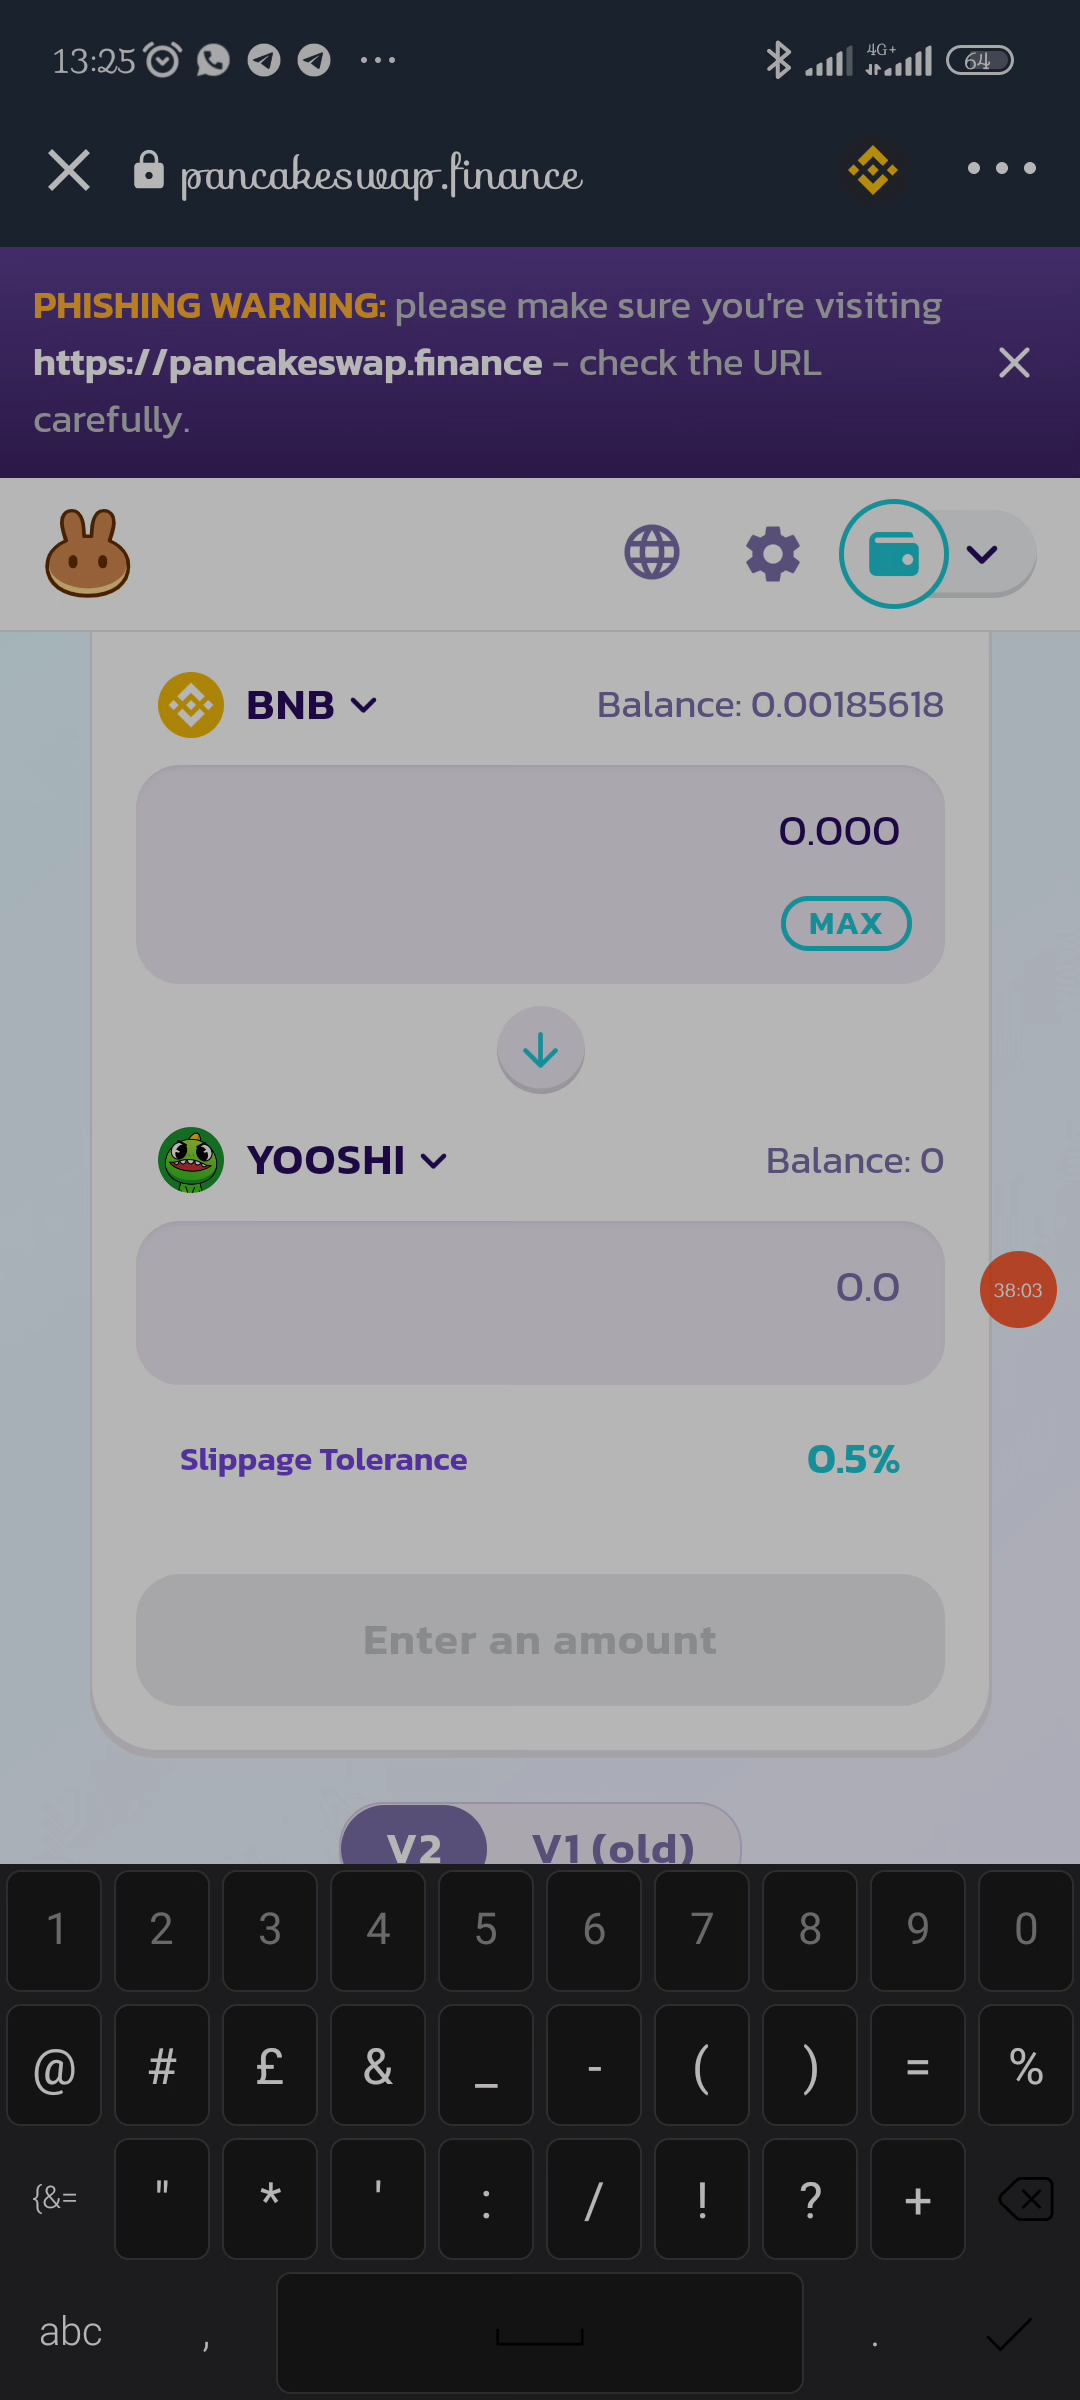 13:25
4G+
64
pancakeswap.finance
PHISHING WARNING: please make sure you're visiting
https://pancakeswap.finance - check the URL
carefully.
BNB
Balance: 0.00185618
0.000
MAX
YOOSHI
Balance: 0
0.0
38:03
Slippage Tolerance
0.5%
Enter an amount
V2
V1 (old)
1 2 3 4 5 6 7 8 9 0
@ # £ & _ - ( ) = %
{&= " * ' : / ! ? +
abc , .